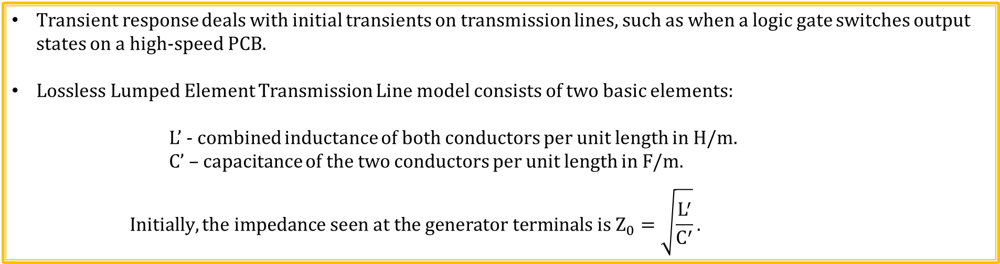 • Transient response deals with initial transients on transmission lines, such as when a logic gate switches output
states on a high-speed PCB.
• Lossless Lumped Element Transmission Line model consists of two basic elements:
L’ - combined inductance of both conductors per unit length in H/m.
C’ – capacitance of the two conductors per unit length in F/m.
Initially, the impedance seen at the generator terminals is Z₀ = √(L′/C′).